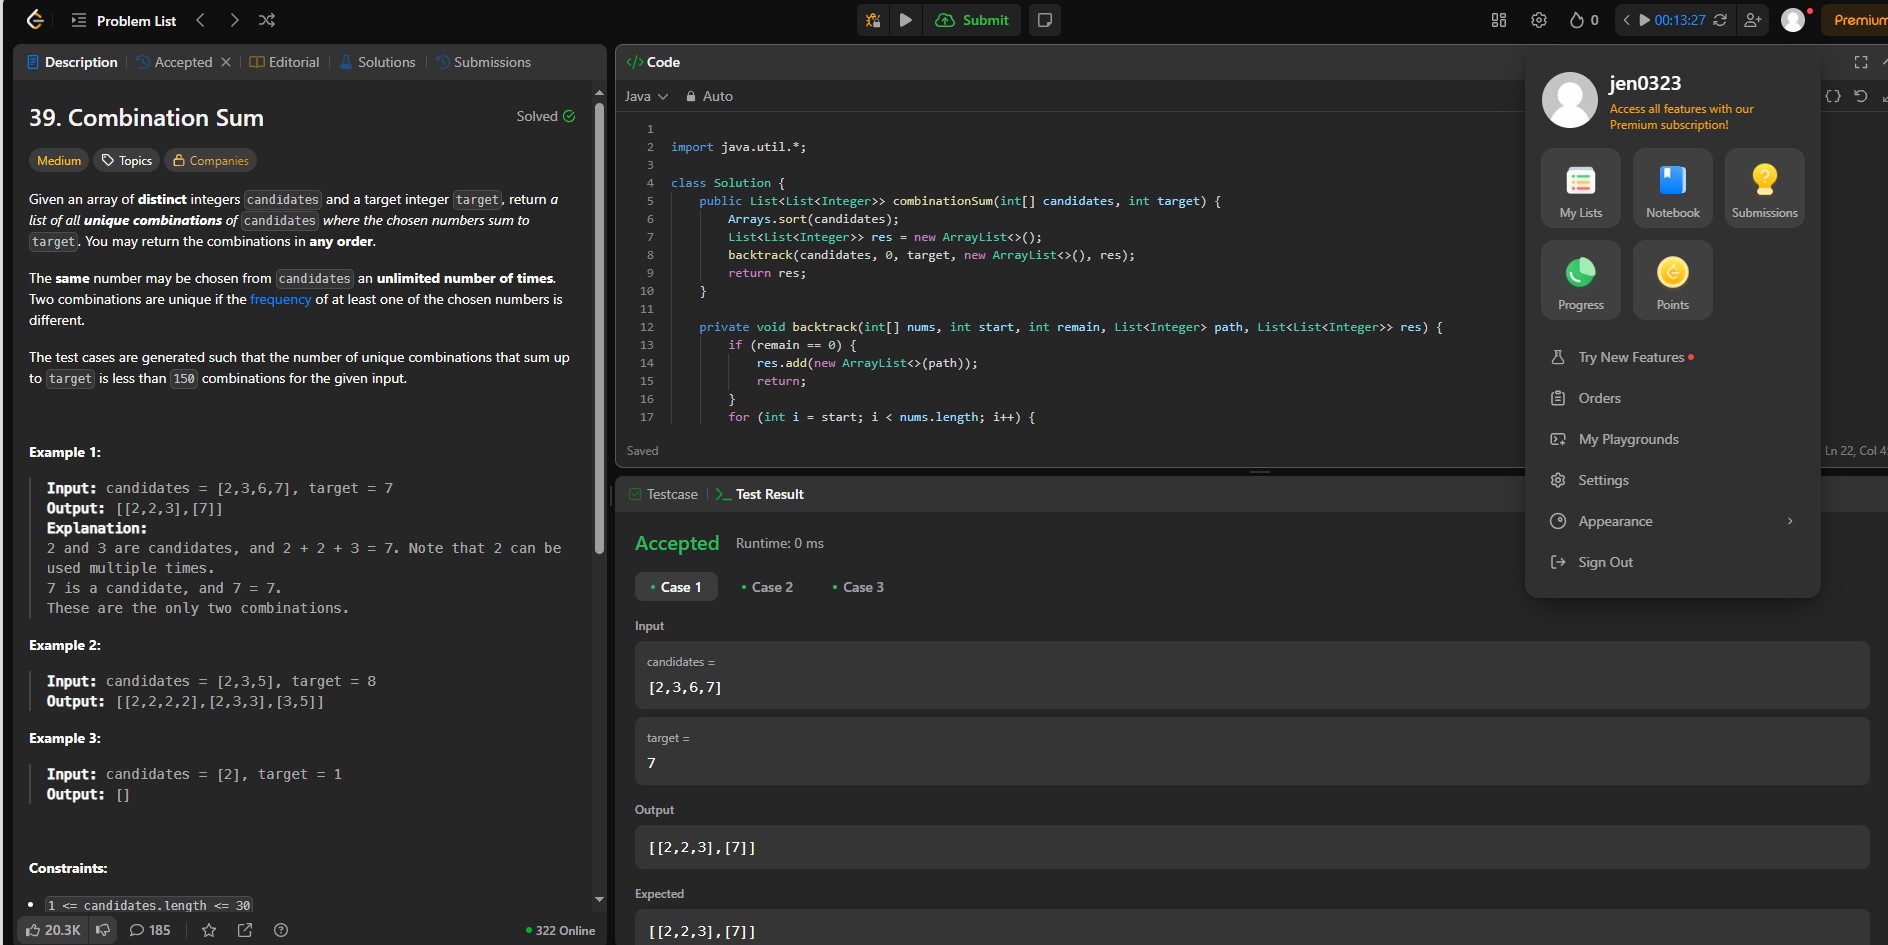 Problem List
Submit
0
00:13:27
Premium
Description
Accepted
Editorial
Solutions
Submissions
39. Combination Sum
Solved
Medium
Topics
Companies
Given an array of distinct integers candidates and a target integer target, return a
list of all unique combinations of candidates where the chosen numbers sum to
target. You may return the combinations in any order.
The same number may be chosen from candidates an unlimited number of times.
Two combinations are unique if the frequency of at least one of the chosen numbers is
different.
The test cases are generated such that the number of unique combinations that sum up
to target is less than 150 combinations for the given input.
Example 1:
Input: candidates = [2,3,6,7], target = 7
Output: [[2,2,3],[7]]
Explanation:
2 and 3 are candidates, and 2 + 2 + 3 = 7. Note that 2 can be
used multiple times.
7 is a candidate, and 7 = 7.
These are the only two combinations.
Example 2:
Input: candidates = [2,3,5], target = 8
Output: [[2,2,2,2],[2,3,3],[3,5]]
Example 3:
Input: candidates = [2], target = 1
Output: []
Constraints:
• 1 <= candidates.length <= 30
20.3K
185
322 Online
</> Code
Java
Auto
1
2 import java.util.*;
3
4 class Solution {
5 public List<List<Integer>> combinationSum(int[] candidates, int target) {
6 Arrays.sort(candidates);
7 List<List<Integer>> res = new ArrayList<>();
8 backtrack(candidates, 0, target, new ArrayList<>(), res);
9 return res;
10 }
11
12 private void backtrack(int[] nums, int start, int remain, List<Integer> path, List<List<Integer>> res) {
13 if (remain == 0) {
14 res.add(new ArrayList<>(path));
15 return;
16 }
17 for (int i = start; i < nums.length; i++) {
Saved
Ln 22, Col 4
Testcase
Test Result
Accepted
Runtime: 0 ms
Case 1
Case 2
Case 3
Input
candidates =
[2,3,6,7]
target =
7
Output
[[2,2,3],[7]]
Expected
[[2,2,3],[7]]
jen0323
Access all features with our
Premium subscription!
My Lists
Notebook
Submissions
Progress
Points
Try New Features
Orders
My Playgrounds
Settings
Appearance
Sign Out